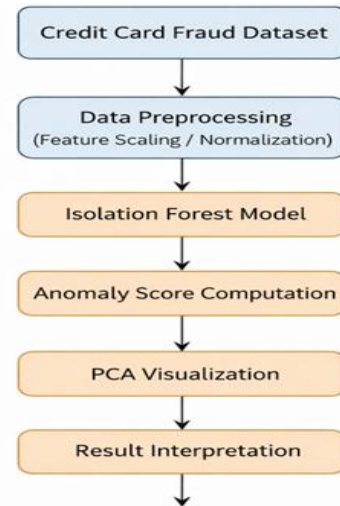 Credit Card Fraud Dataset
Data Preprocessing
(Feature Scaling / Normalization)
Isolation Forest Model
Anomaly Score Computation
PCA Visualization
Result Interpretation